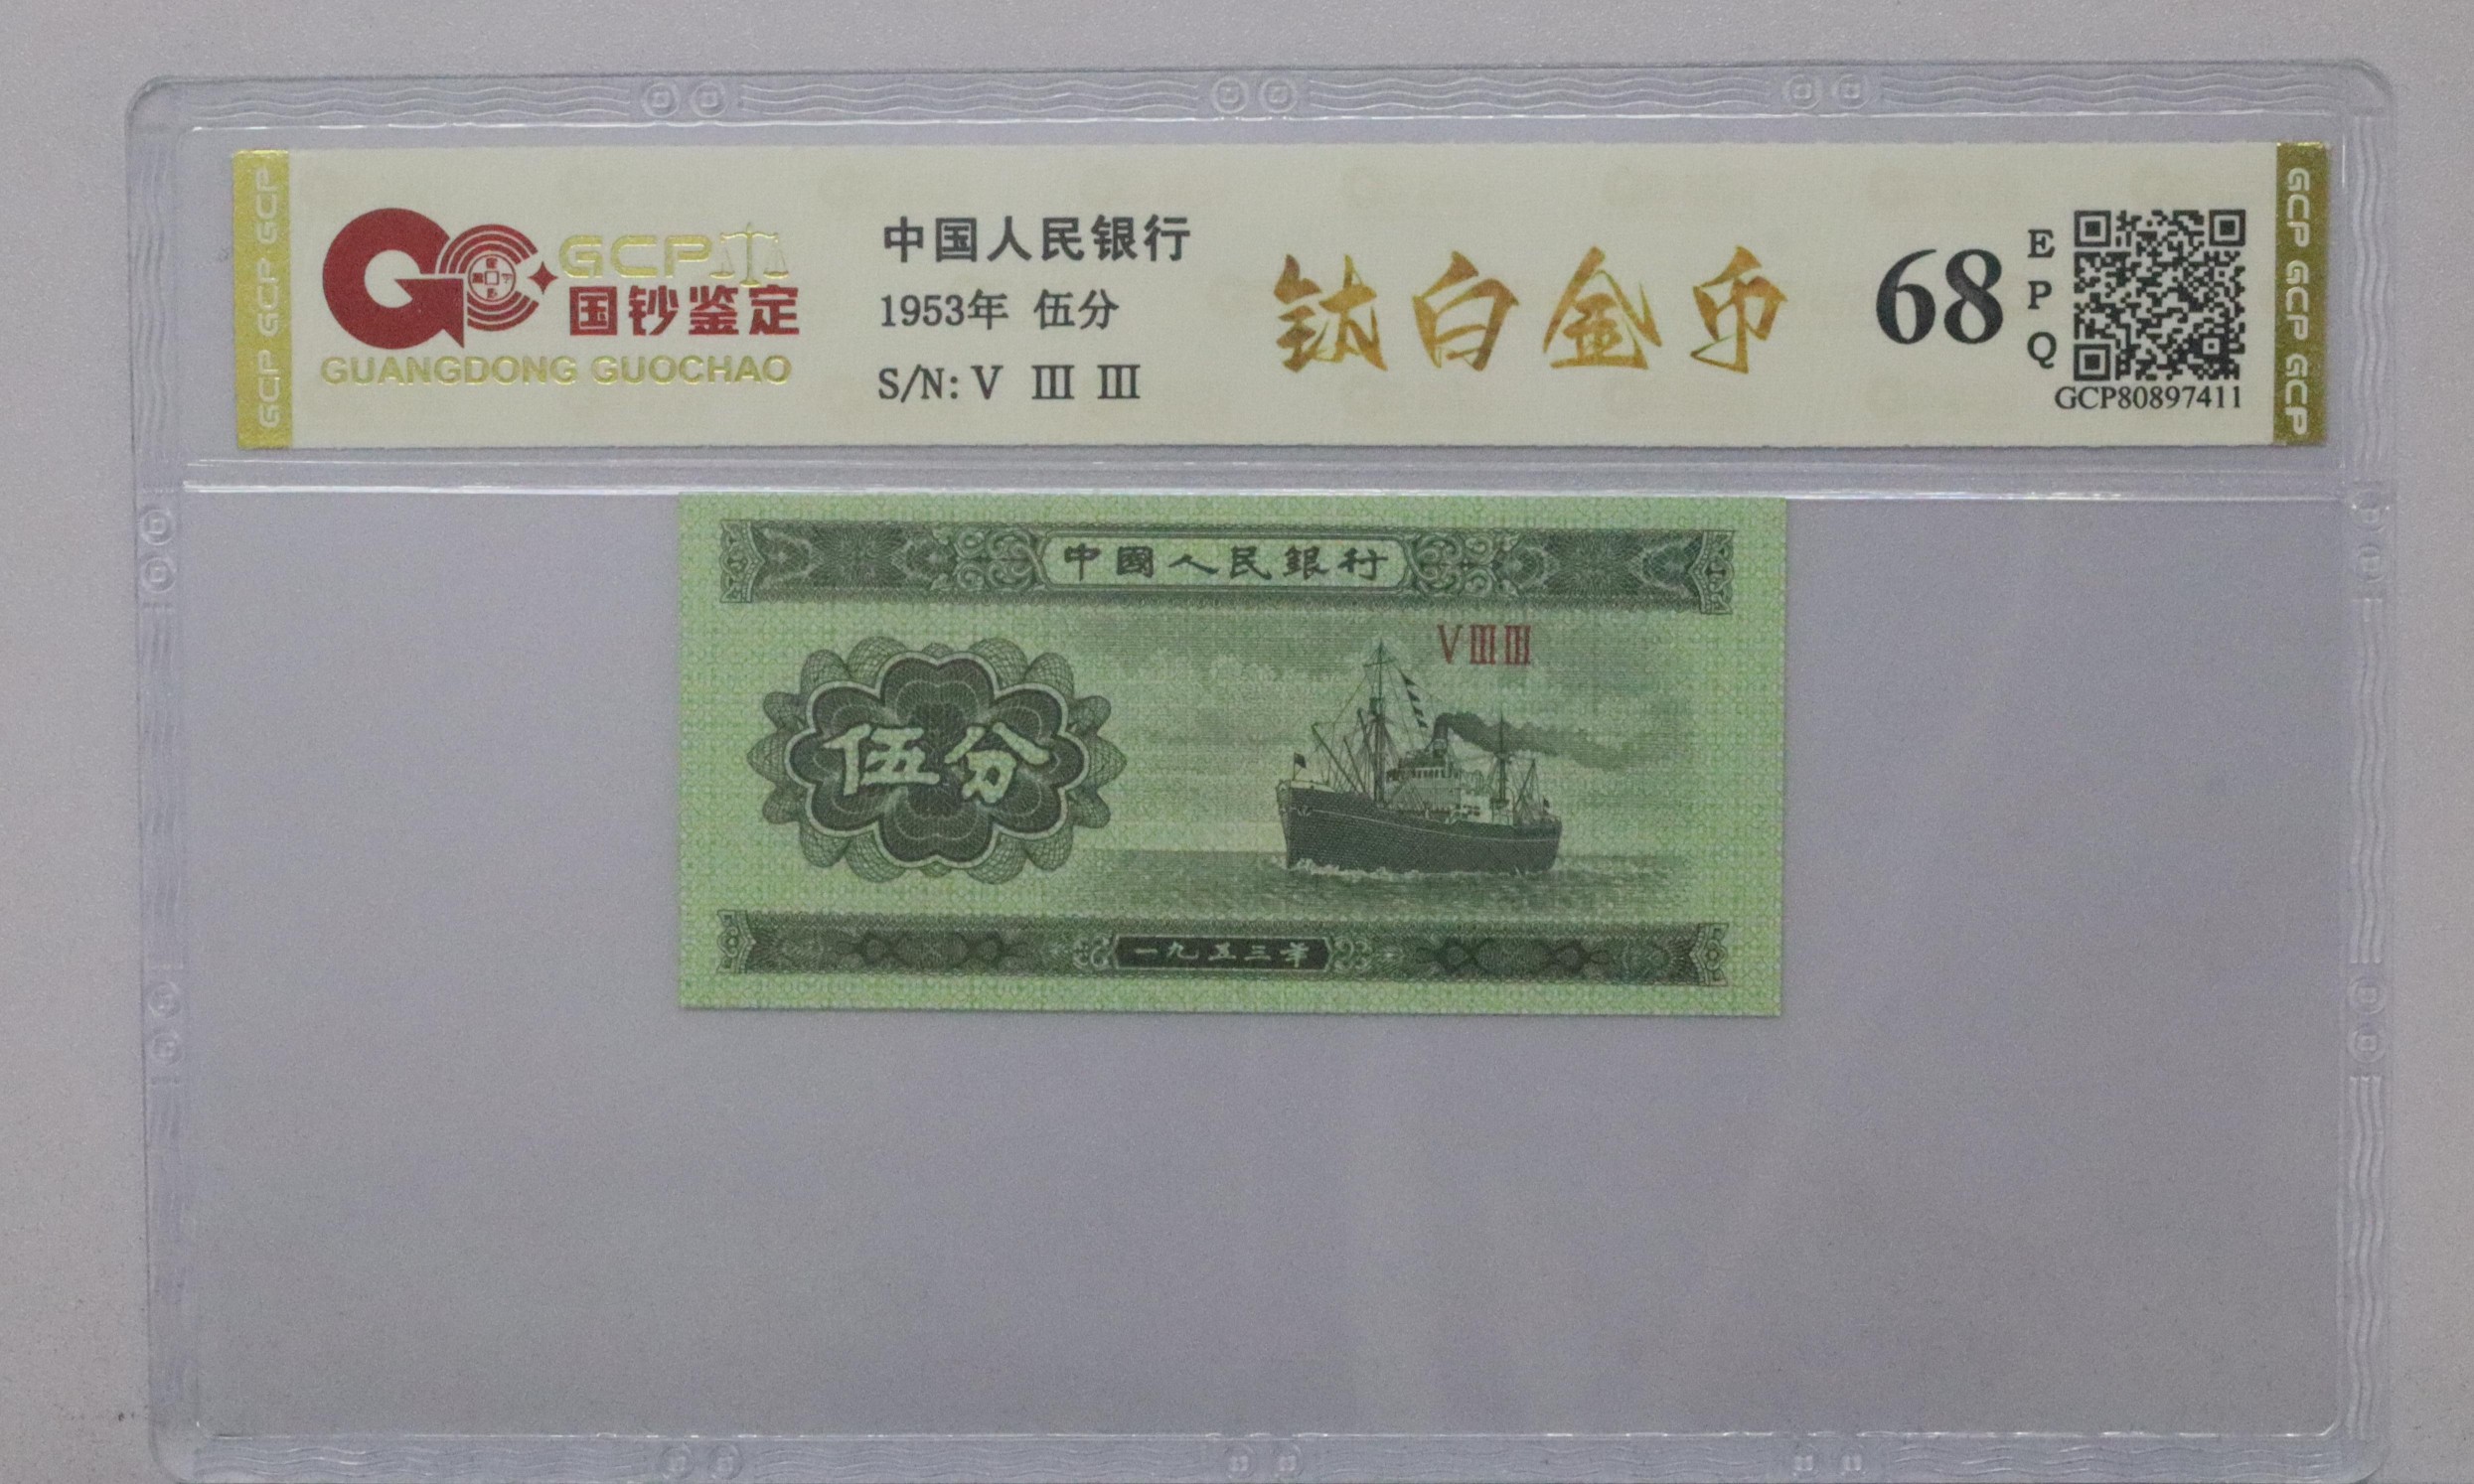 GCP GCP GCP
GCP
国钞鉴定
GUANGDONG GUOCHAO
中国人民银行
1953年 伍分
S/N: V Ⅲ Ⅲ
钛白金币
68
E
P
Q
GCP80897411
GCP GCP GCP
中國人民銀行
V Ⅲ Ⅲ
伍分
一九五三年